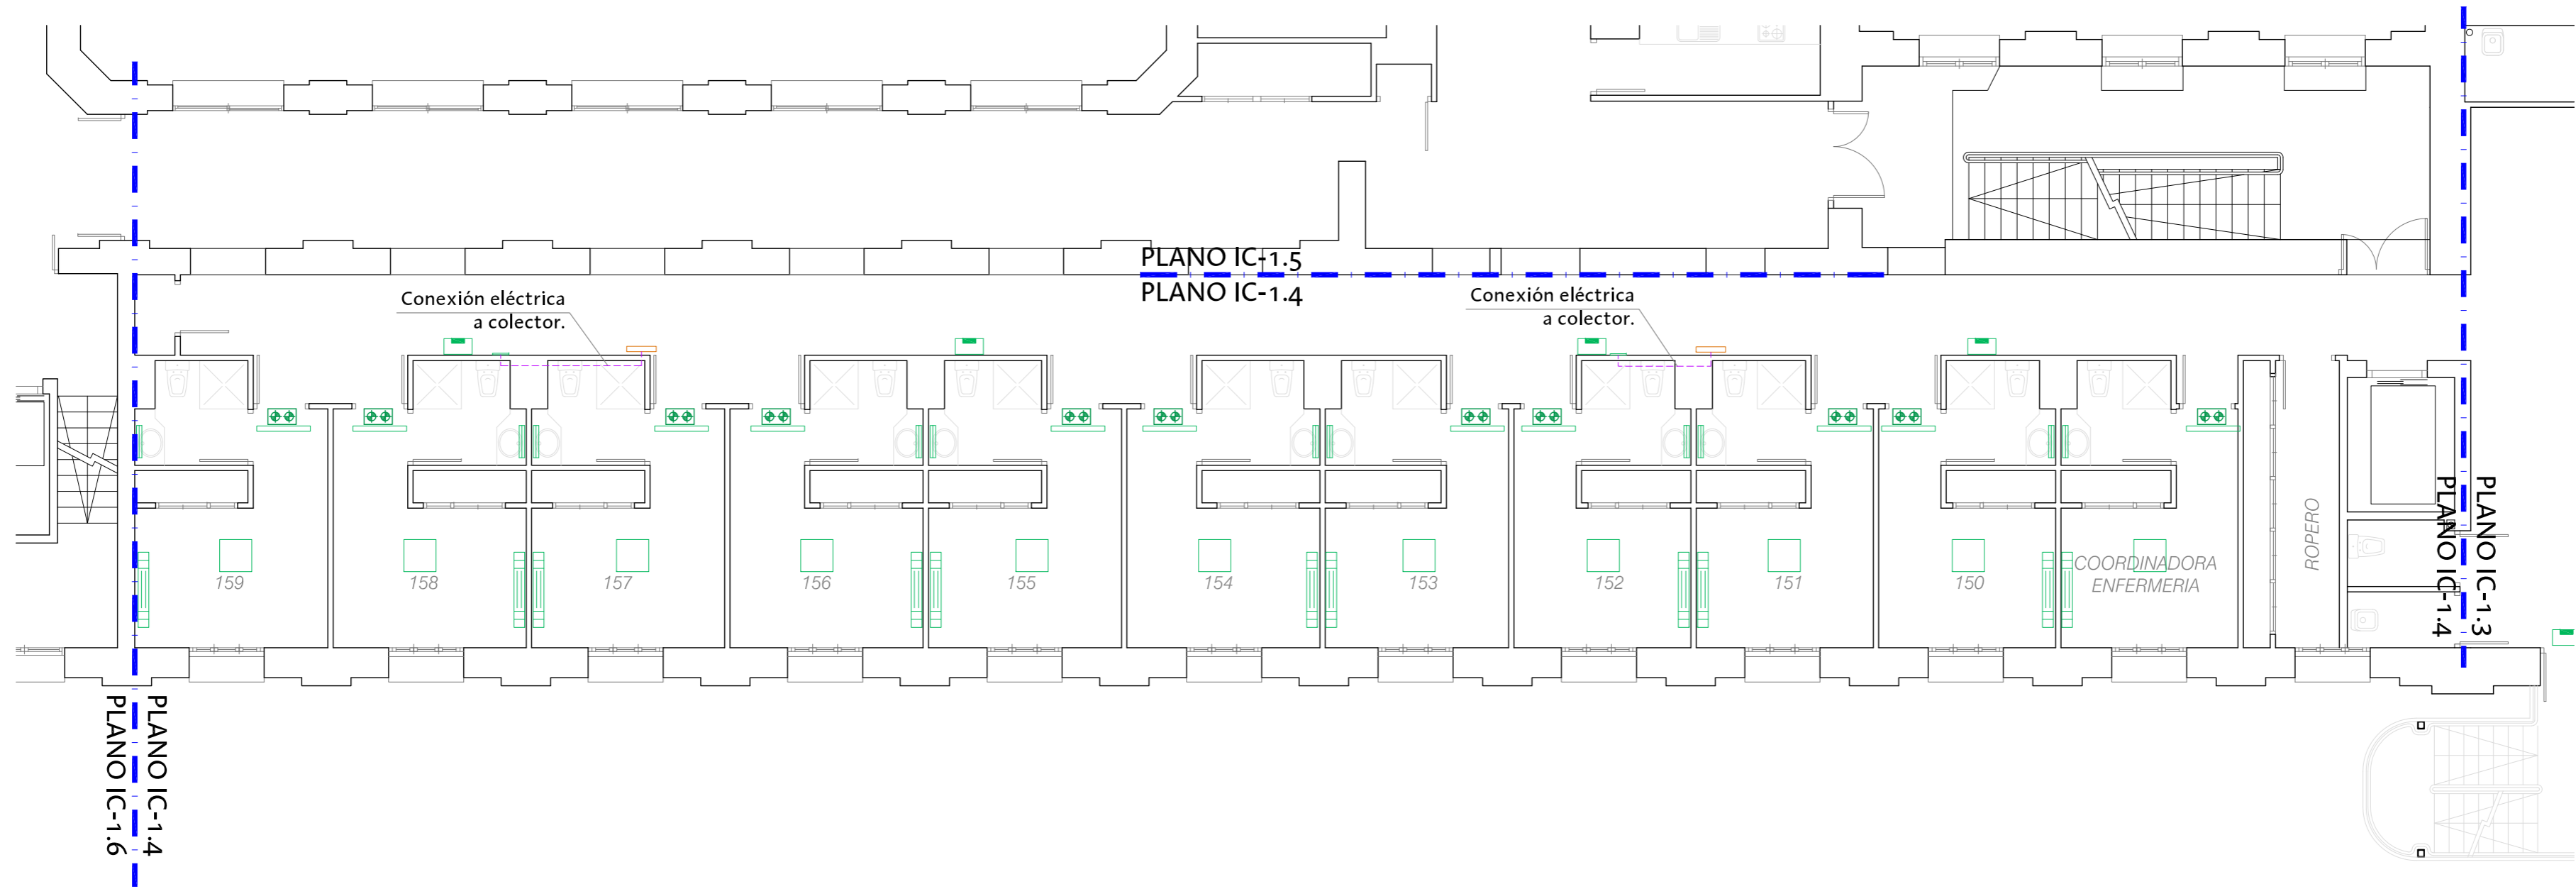 PLANO IC-1.5
PLANO IC-1.4
Conexión eléctrica
a colector.
Conexión eléctrica
a colector.
159
158
157
156
155
154
153
152
151
150
COORDINADORA
ENFERMERIA
ROPERO
PLANO IC-1.4
PLANO IC-1.3
PLANO IC-1.6
PLANO IC-1.4